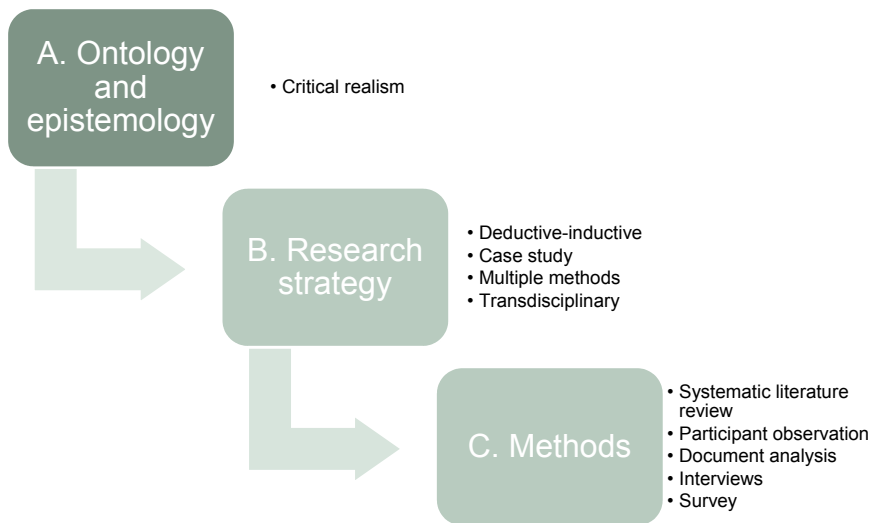 A. Ontology
and
epistemology
• Critical realism
B. Research
strategy
• Deductive-inductive
• Case study
• Multiple methods
• Transdisciplinary
C. Methods
• Systematic literature
review
• Participant observation
• Document analysis
• Interviews
• Survey